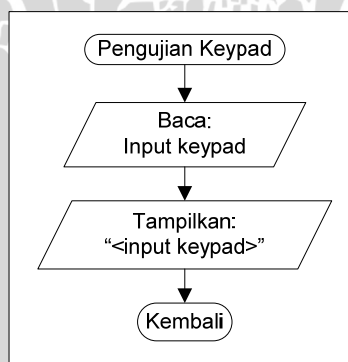 Pengujian Keypad
Baca:
Input keypad
Tampilkan:
“<input keypad>”
Kembali